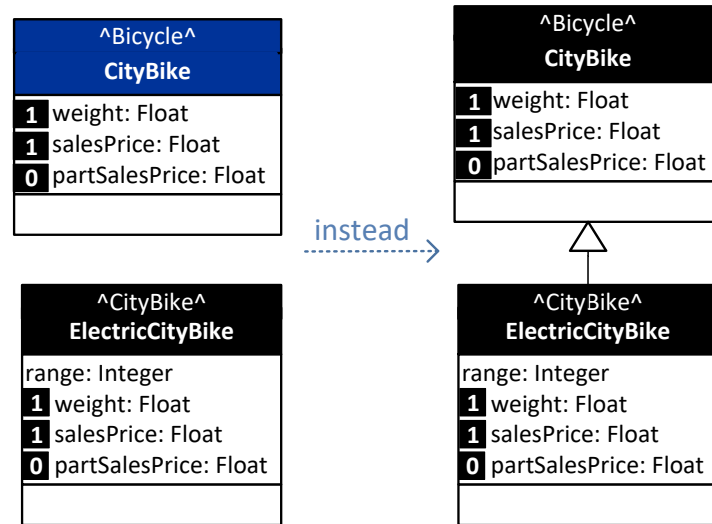 ^Bicycle^
CityBike
1 weight: Float
1 salesPrice: Float
0 partSalesPrice: Float
^CityBike^
ElectricCityBike
range: Integer
1 weight: Float
1 salesPrice: Float
0 partSalesPrice: Float
instead
^Bicycle^
CityBike
1 weight: Float
1 salesPrice: Float
0 partSalesPrice: Float
^CityBike^
ElectricCityBike
range: Integer
1 weight: Float
1 salesPrice: Float
0 partSalesPrice: Float